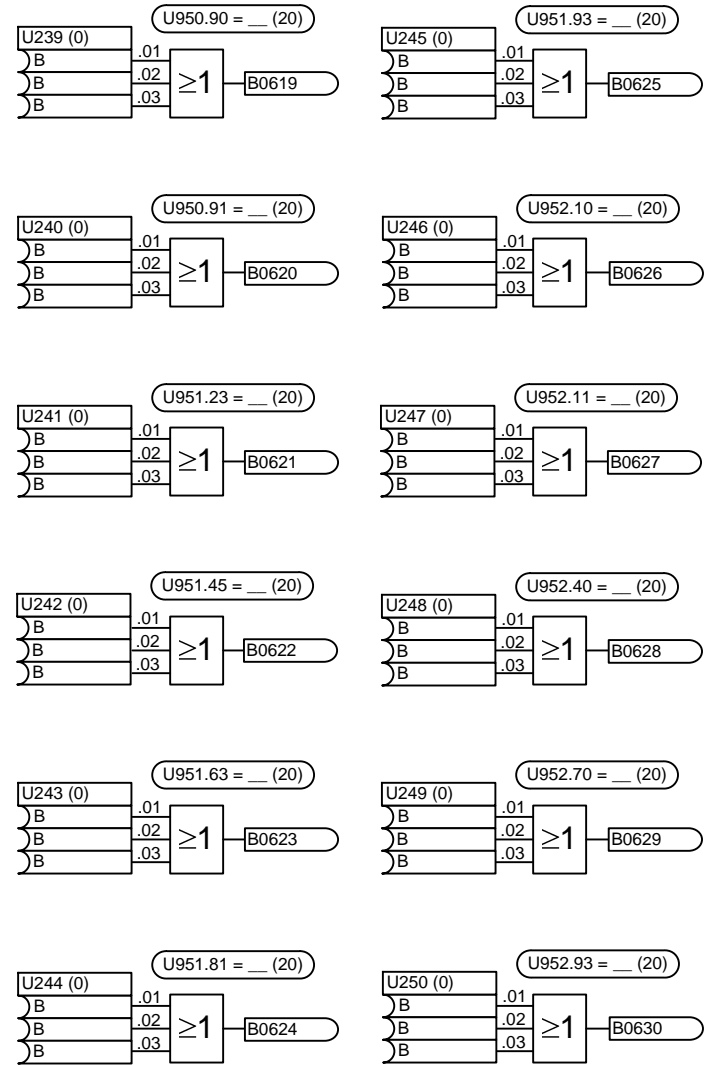 U950.90 = __ (20)
U239 (0)
B .01
B .02 ≥1 B0619
B .03
U950.91 = __ (20)
U240 (0)
B .01
B .02 ≥1 B0620
B .03
U951.23 = __ (20)
U241 (0)
B .01
B .02 ≥1 B0621
B .03
U951.45 = __ (20)
U242 (0)
B .01
B .02 ≥1 B0622
B .03
U951.63 = __ (20)
U243 (0)
B .01
B .02 ≥1 B0623
B .03
U951.81 = __ (20)
U244 (0)
B .01
B .02 ≥1 B0624
B .03
U951.93 = __ (20)
U245 (0)
B .01
B .02 ≥1 B0625
B .03
U952.10 = __ (20)
U246 (0)
B .01
B .02 ≥1 B0626
B .03
U952.11 = __ (20)
U247 (0)
B .01
B .02 ≥1 B0627
B .03
U952.40 = __ (20)
U248 (0)
B .01
B .02 ≥1 B0628
B .03
U952.70 = __ (20)
U249 (0)
B .01
B .02 ≥1 B0629
B .03
U952.93 = __ (20)
U250 (0)
B .01
B .02 ≥1 B0630
B .03